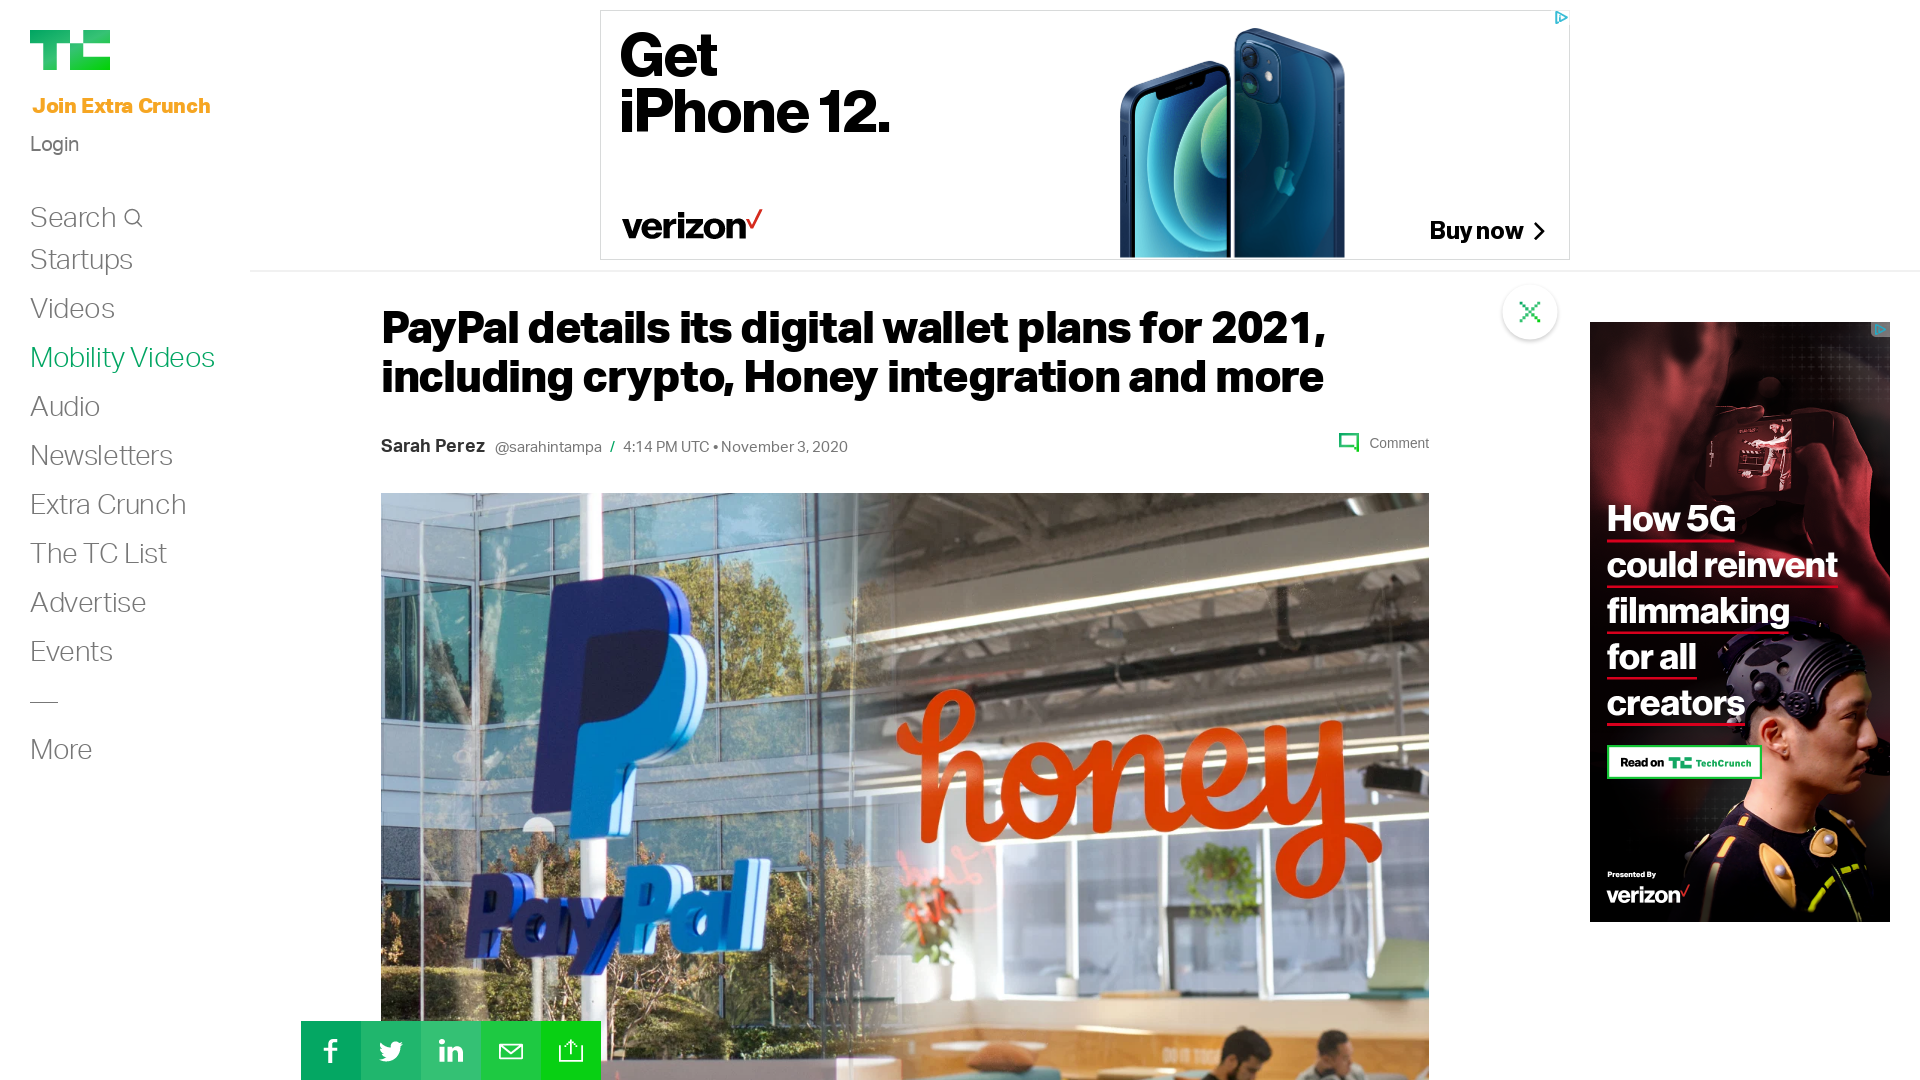 TC
Join Extra Crunch
Login
Search
Startups
Videos
Mobility Videos
Audio
Newsletters
Extra Crunch
The TC List
Advertise
Events
More
Get
iPhone 12.
verizon
Buy now
PayPal details its digital wallet plans for 2021,
including crypto, Honey integration and more
Sarah Perez @sarahintampa / 4:14 PM UTC • November 3, 2020
Comment
PayPal
honey
How 5G
could reinvent
filmmaking
for all
creators
Read on TC TechCrunch
Presented By
verizon